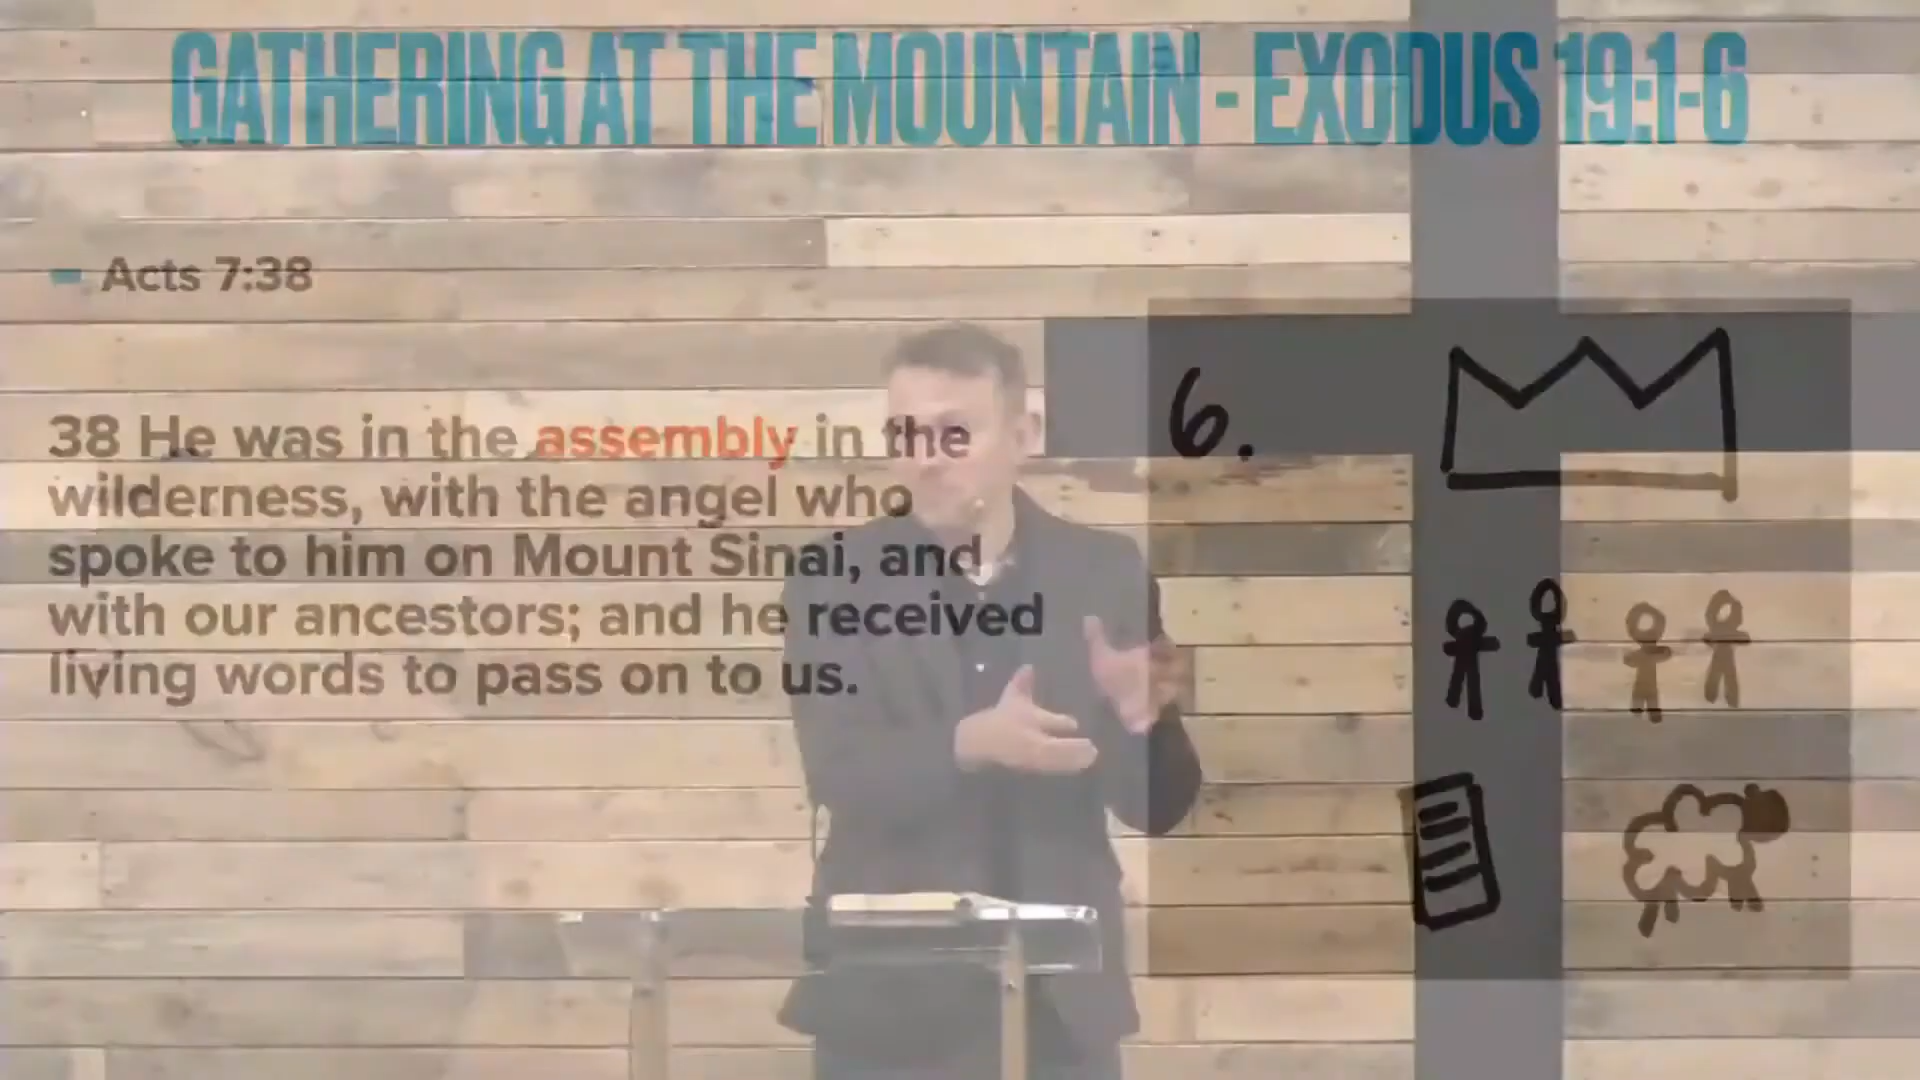 GATHERING AT THE MOUNTAIN - EXODUS 19:1-6
Acts 7:38
38 He was in the assembly in the
wilderness, with the angel who
spoke to him on Mount Sinai, and
with our ancestors; and he received
living words to pass on to us.
6.